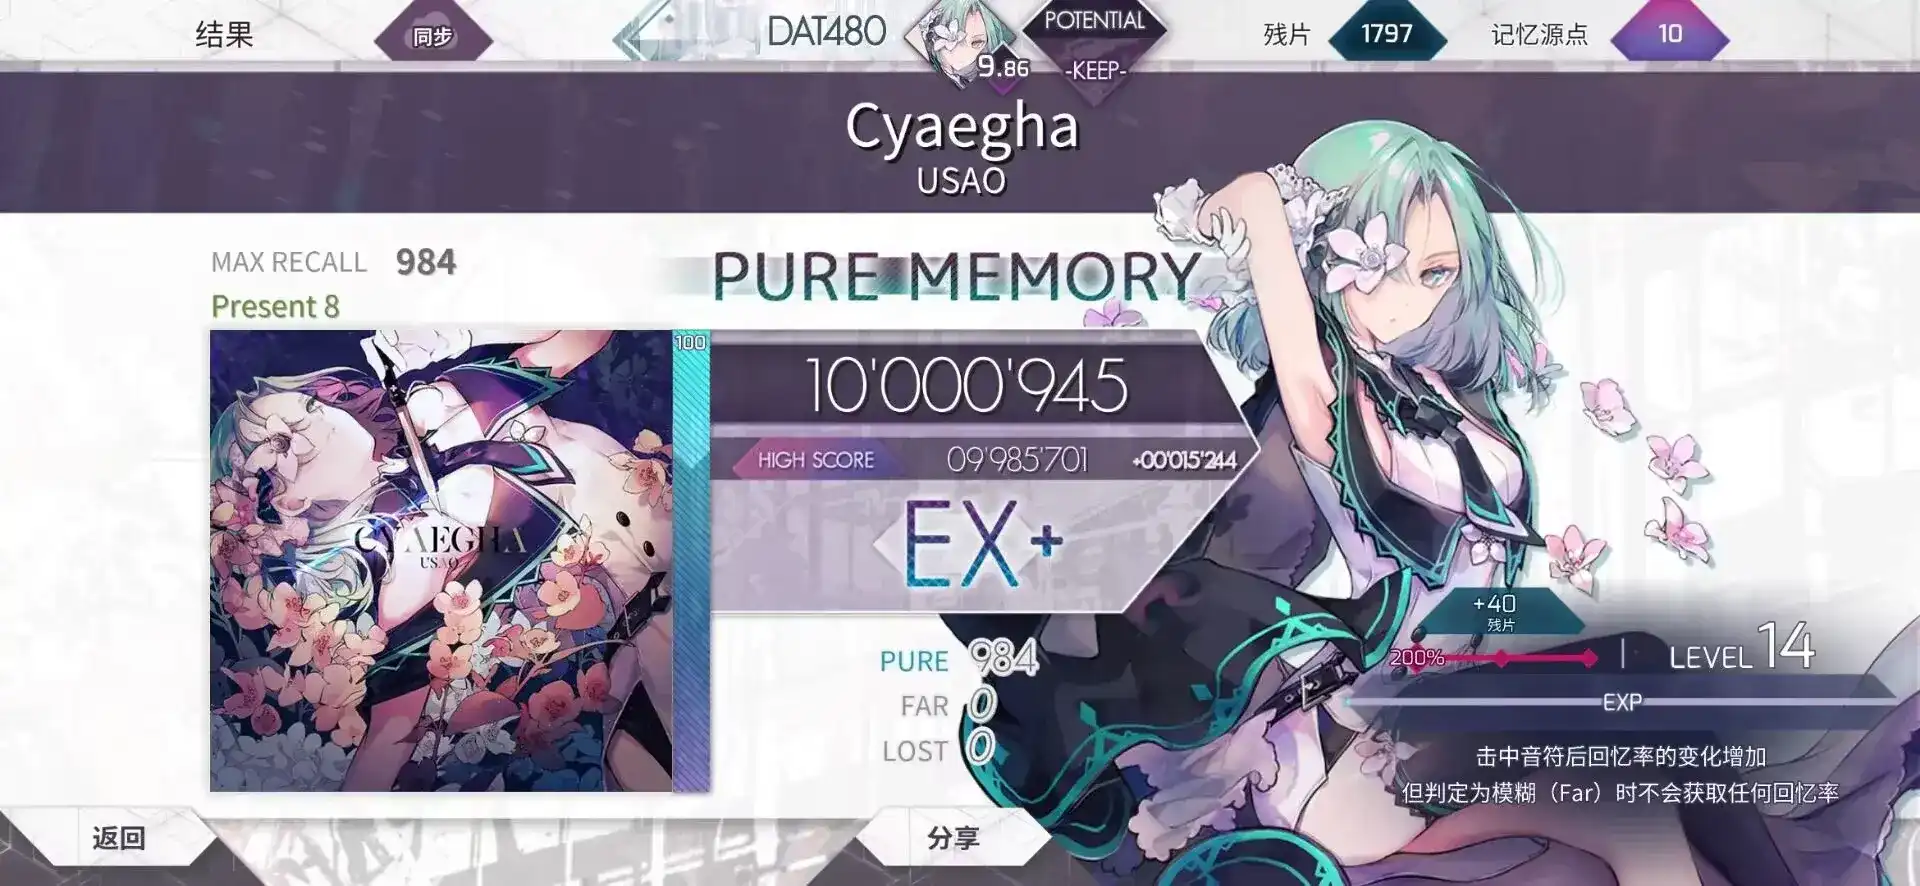 结果
同步
DAT480
9.86
POTENTIAL
-KEEP-
残片
1797
记忆源点
10
Cyaegha
USAO
MAX RECALL 984
Present 8
PURE MEMORY
100
10'000'945
HIGH SCORE 09'985'701 +00'015'244
EX+
CYAEGHA
USAO
PURE 984
FAR 0
LOST 0
+40
残片
200%
LEVEL 14
EXP
击中音符后回忆率的变化增加
但判定为模糊（Far）时不会获取任何回忆率
返回
分享